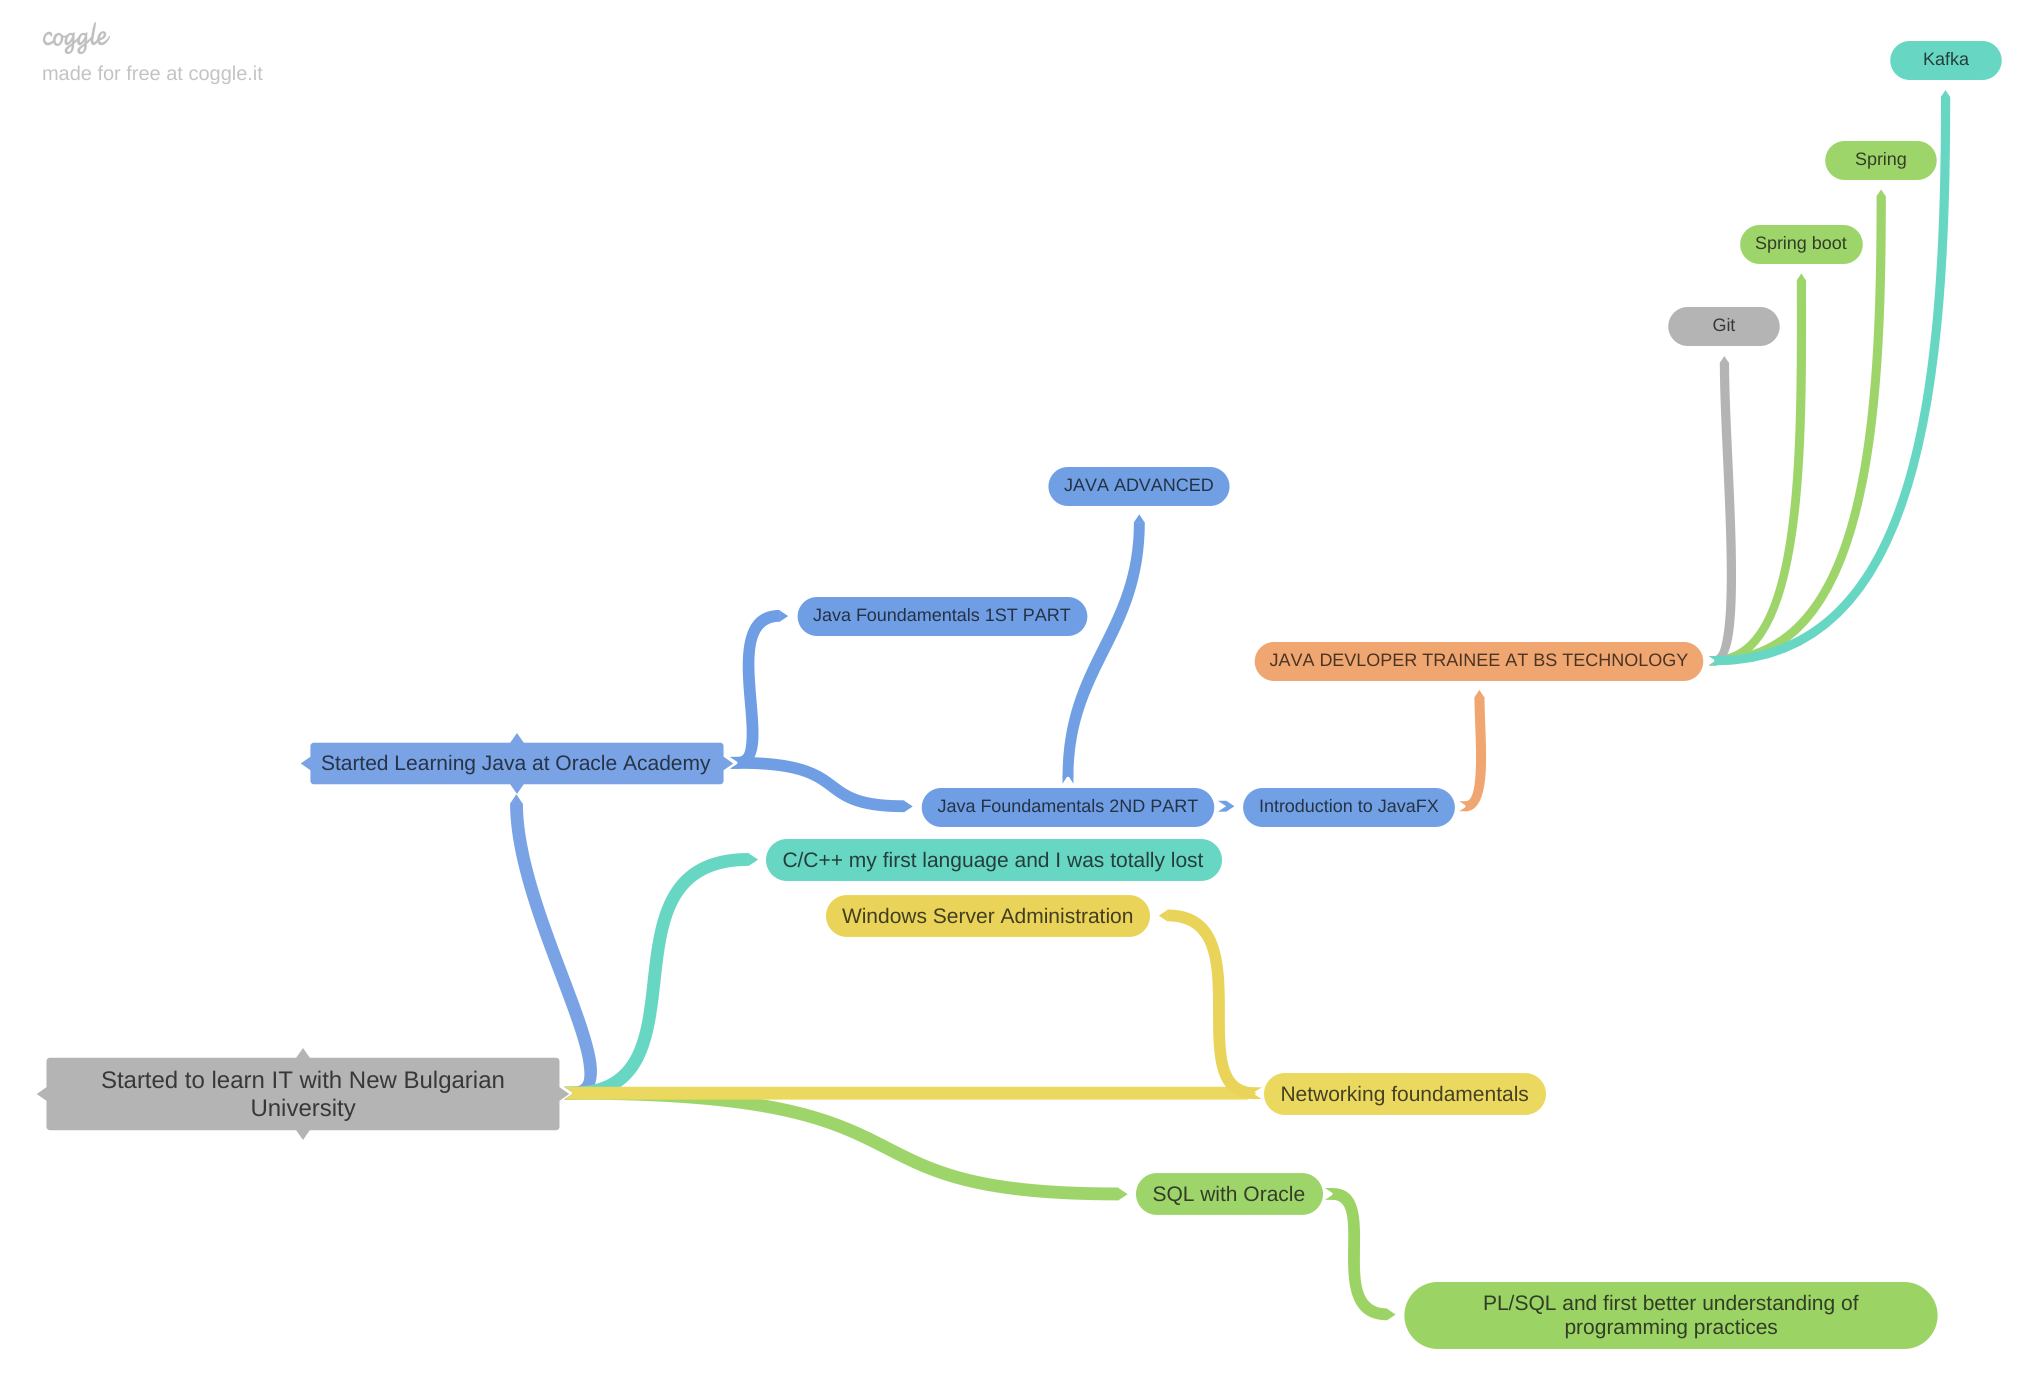 coggle
made for free at coggle.it
Kafka
Spring
Spring boot
Git
JAVA ADVANCED
Java Foundamentals 1ST PART
JAVA DEVLOPER TRAINEE AT BS TECHNOLOGY
Started Learning Java at Oracle Academy
Java Foundamentals 2ND PART
Introduction to JavaFX
C/C++ my first language and I was totally lost
Windows Server Administration
Started to learn IT with New Bulgarian
University
Networking foundamentals
SQL with Oracle
PL/SQL and first better understanding of
programming practices